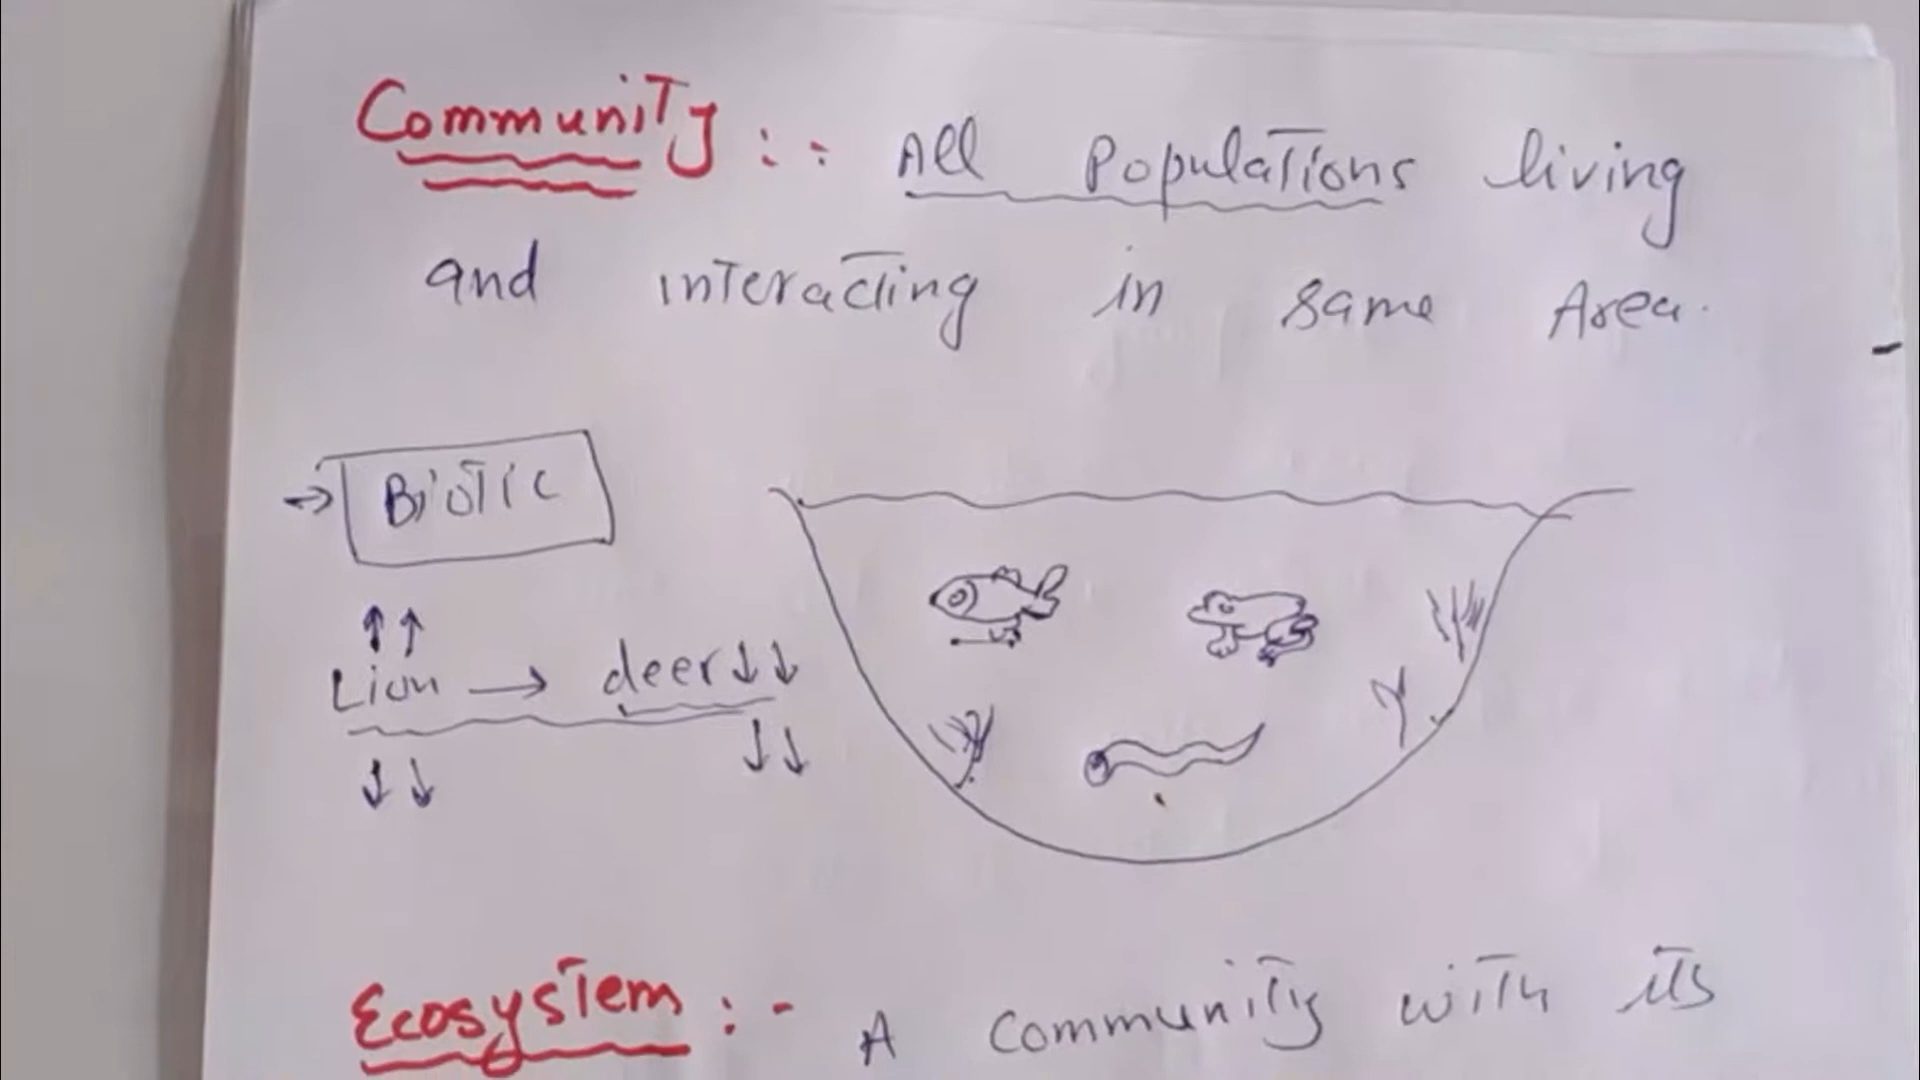 Community :- All Populations living
and interacting in same Area.
→ Biotic
↑↑
Lion → deer ↓↓
↓↓ ↓↓
Ecosystem :- A community with its